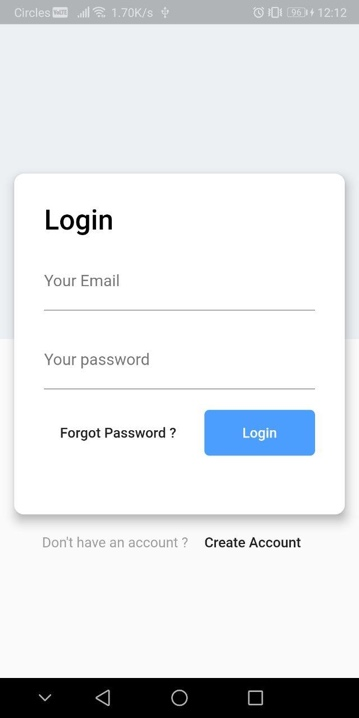 Circles VoLTE 1.70K/s 96 12:12
Login
Your Email
Your password
Forgot Password ? Login
Don't have an account ? Create Account